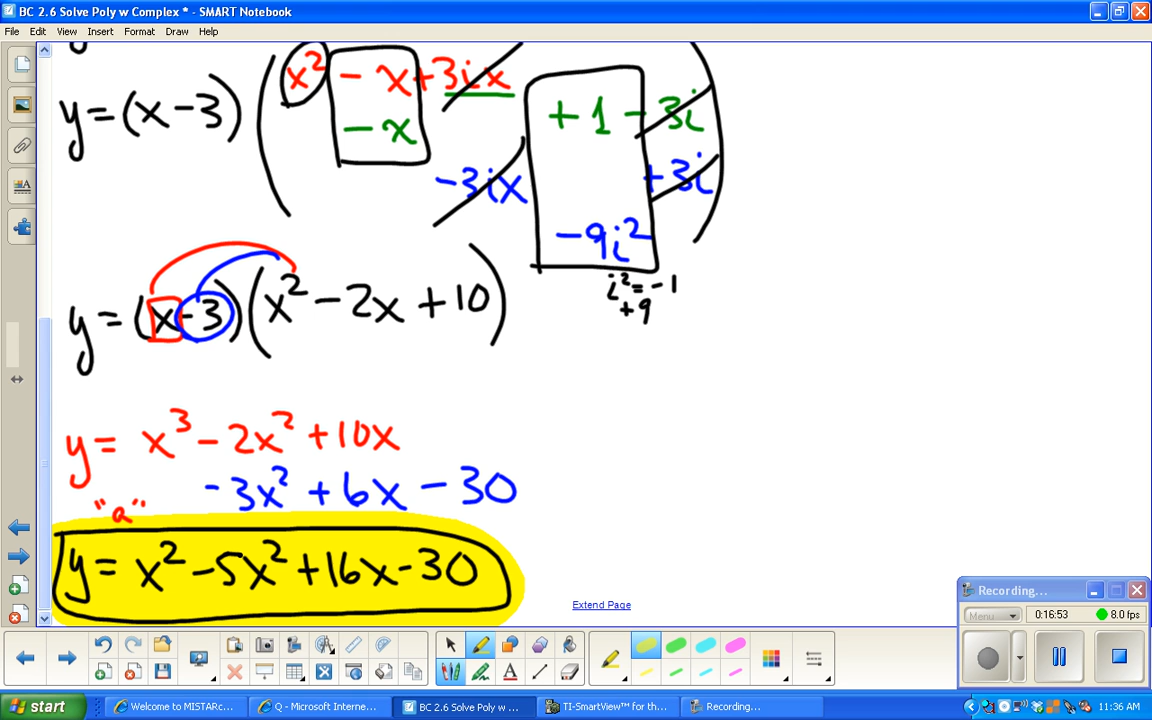 BC 2.6 Solve Poly w Complex * - SMART Notebook
File Edit View Insert Format Draw Help
x² - x + 3ix
y = (x - 3)
+ 1 - 3i
- x
- 3ix
+ 3i
- 9i²
i² = -1
+9
y = (x - 3)(x² - 2x + 10)
y = x³ - 2x² + 10x
- 3x² + 6x - 30
"a"
y = x² - 5x² + 16x - 30
Extend Page
Recording...
Menu
0:16:53
8.0 fps
start
Welcome to MISTARc...
Q - Microsoft Interne...
BC 2.6 Solve Poly w ...
TI-SmartView™ for th...
Recording...
11:36 AM